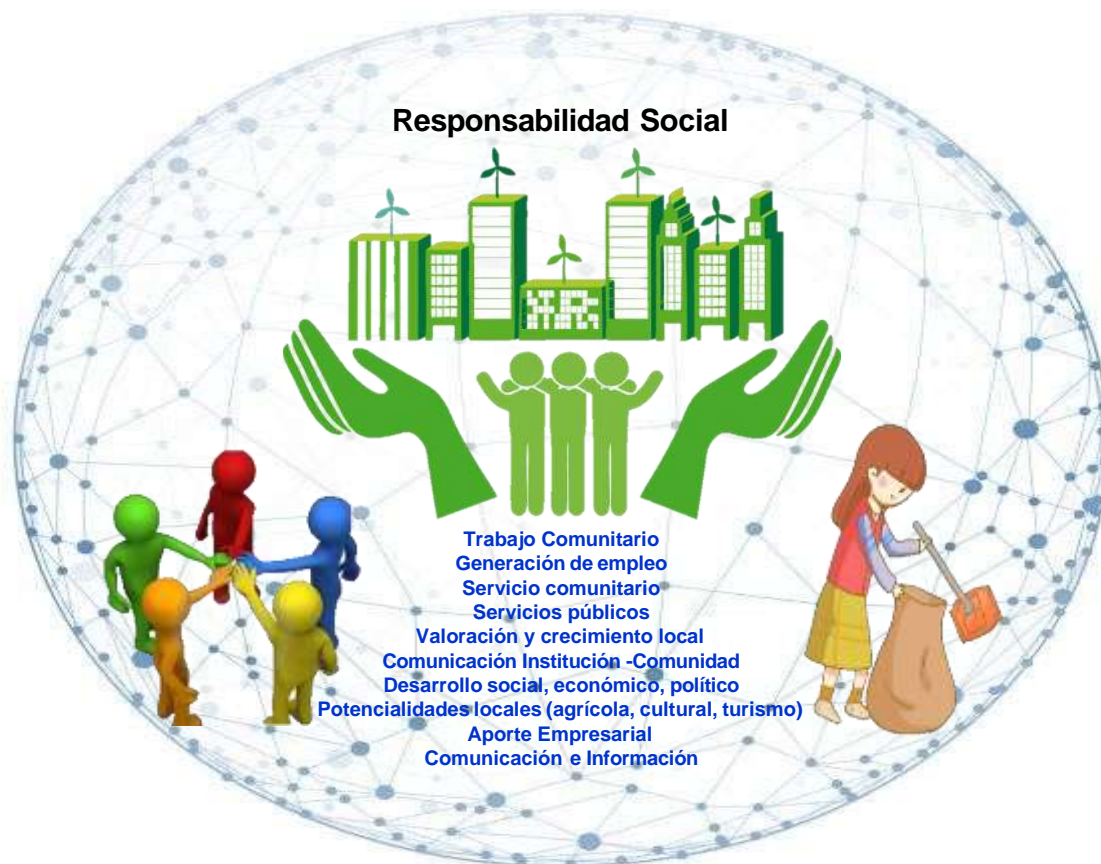 Responsabilidad Social
Trabajo Comunitario
Generación de empleo
Servicio comunitario
Servicios públicos
Valoración y crecimiento local
Comunicación Institución -Comunidad
Desarrollo social, económico, político
Potencialidades locales (agrícola, cultural, turismo)
Aporte Empresarial
Comunicación e Información